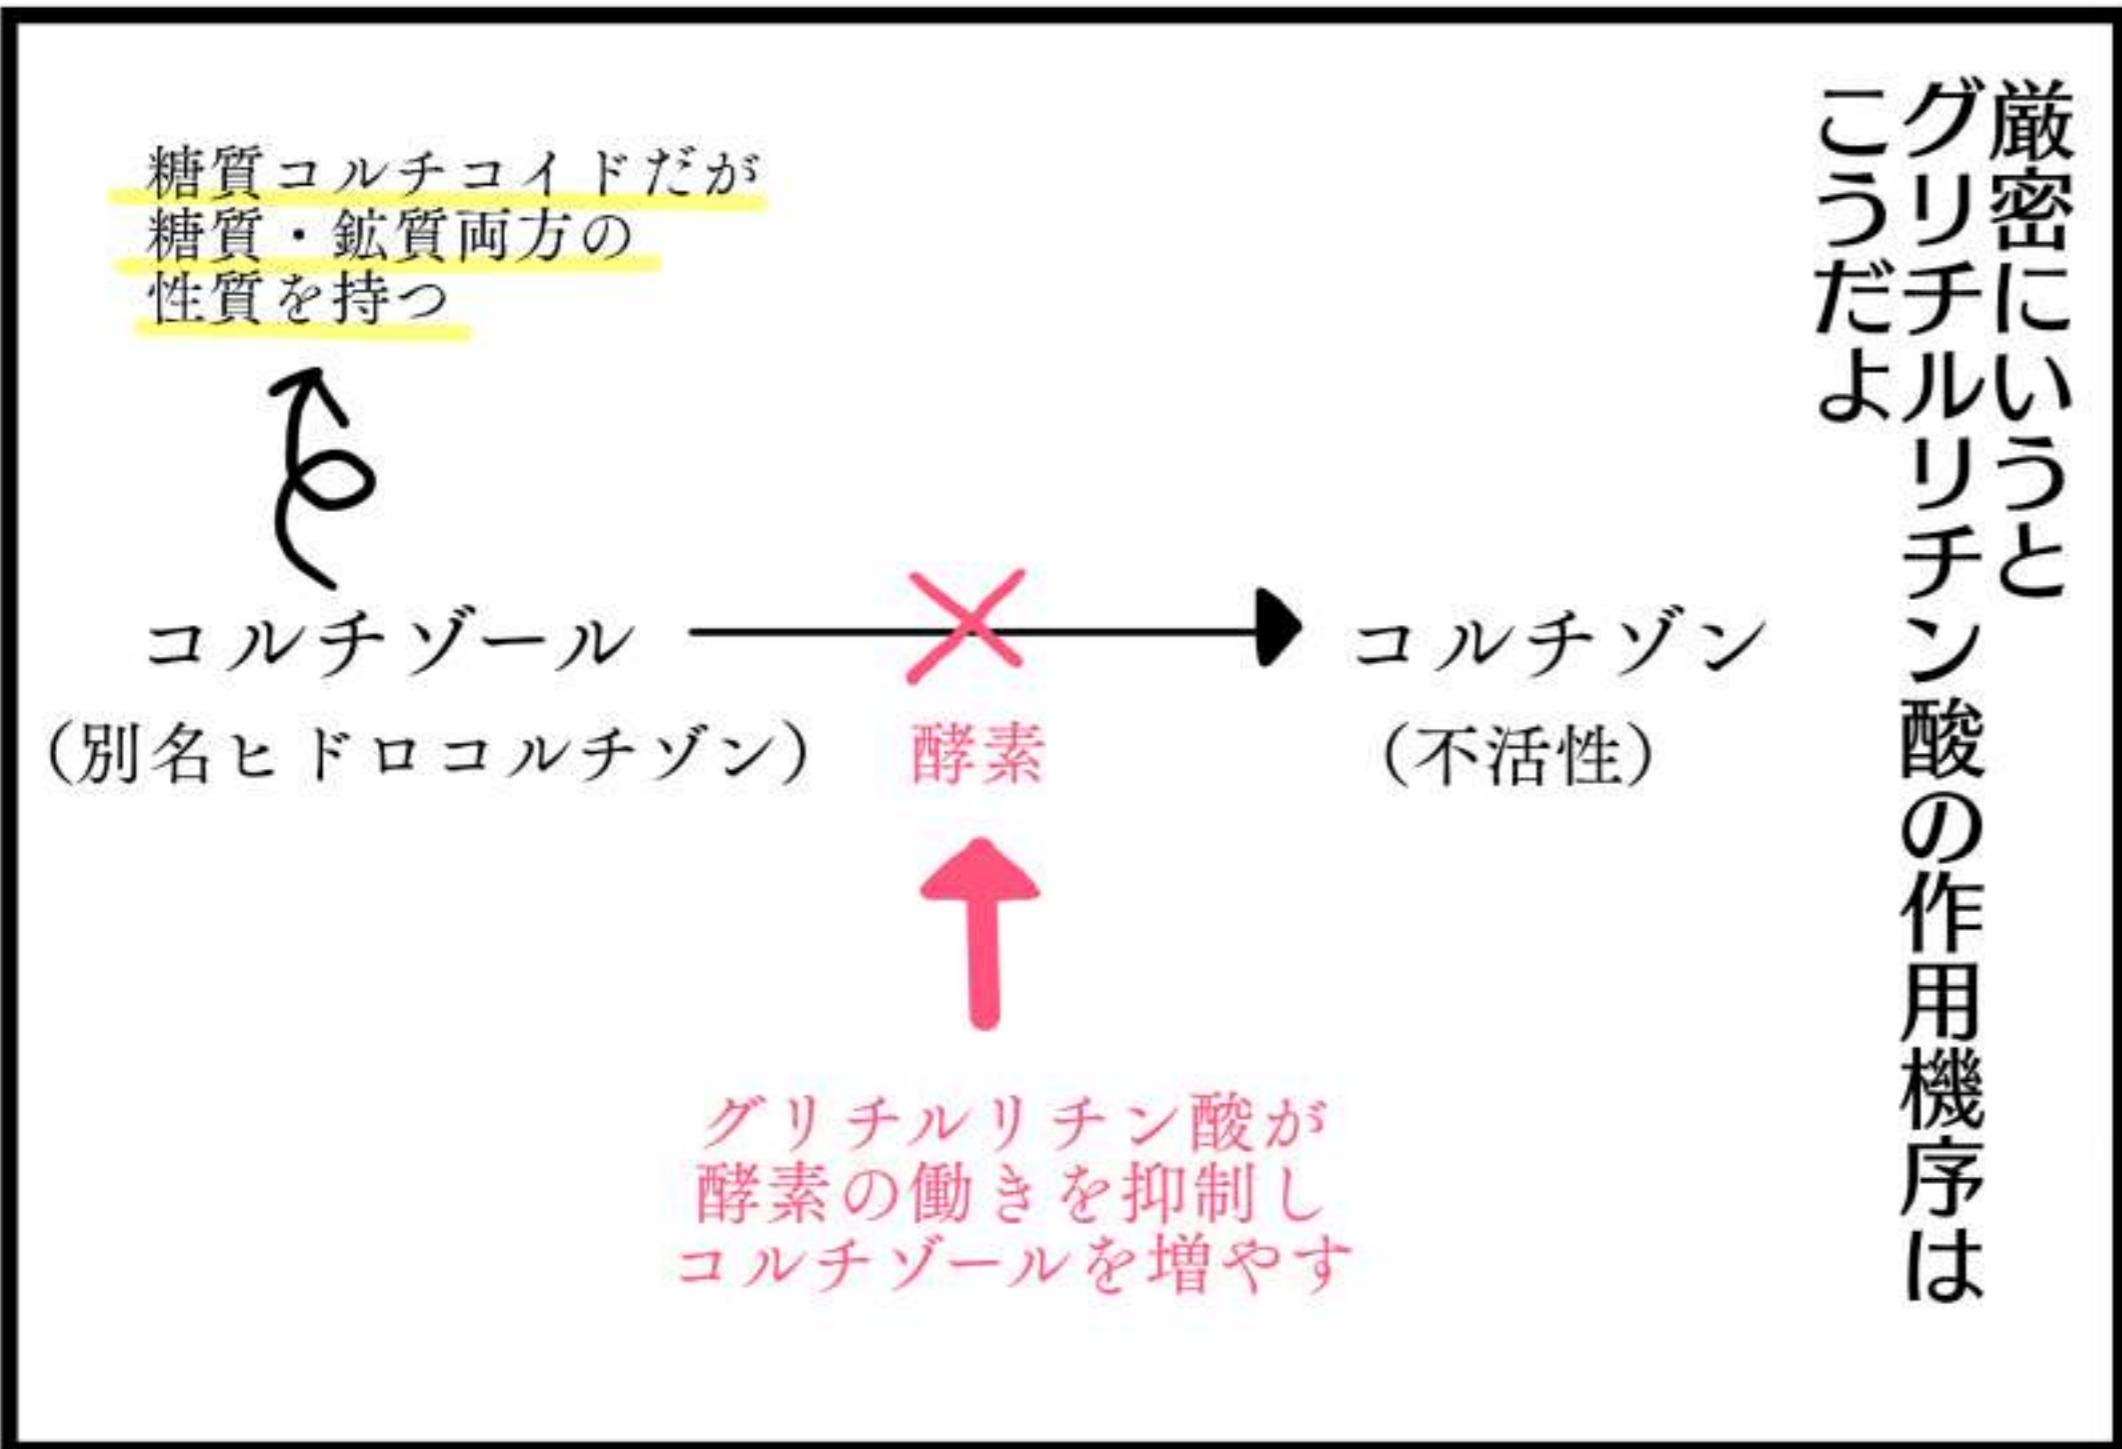 厳密にいうと
グリチルリチン酸の作用機序は
こうだよ
糖質コルチコイドだが
糖質・鉱質両方の
性質を持つ
コルチゾール
（別名ヒドロコルチゾン）
酵素
コルチゾン
（不活性）
グリチルリチン酸が
酵素の働きを抑制し
コルチゾールを増やす